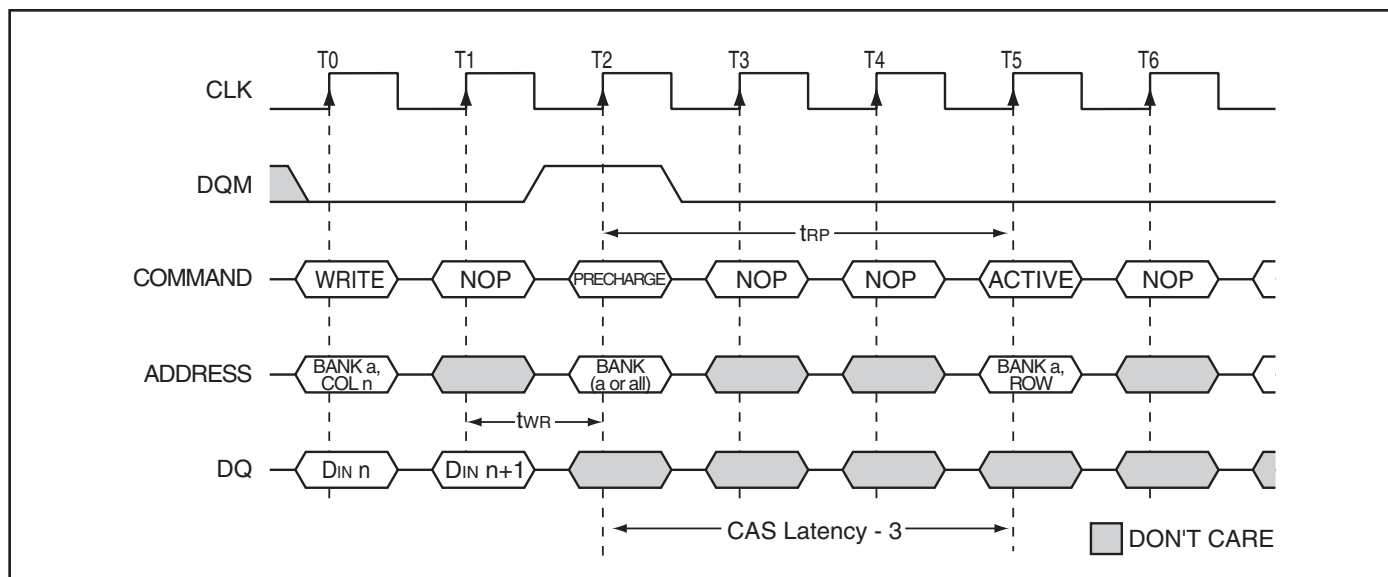 T0 T1 T2 T3 T4 T5 T6
CLK
DQM
tRP
COMMAND WRITE NOP PRECHARGE NOP NOP ACTIVE NOP
ADDRESS BANK a, COL n BANK (a or all) BANK a, ROW
tWR
DQ DIN n DIN n+1
CAS Latency - 3
DON'T CARE